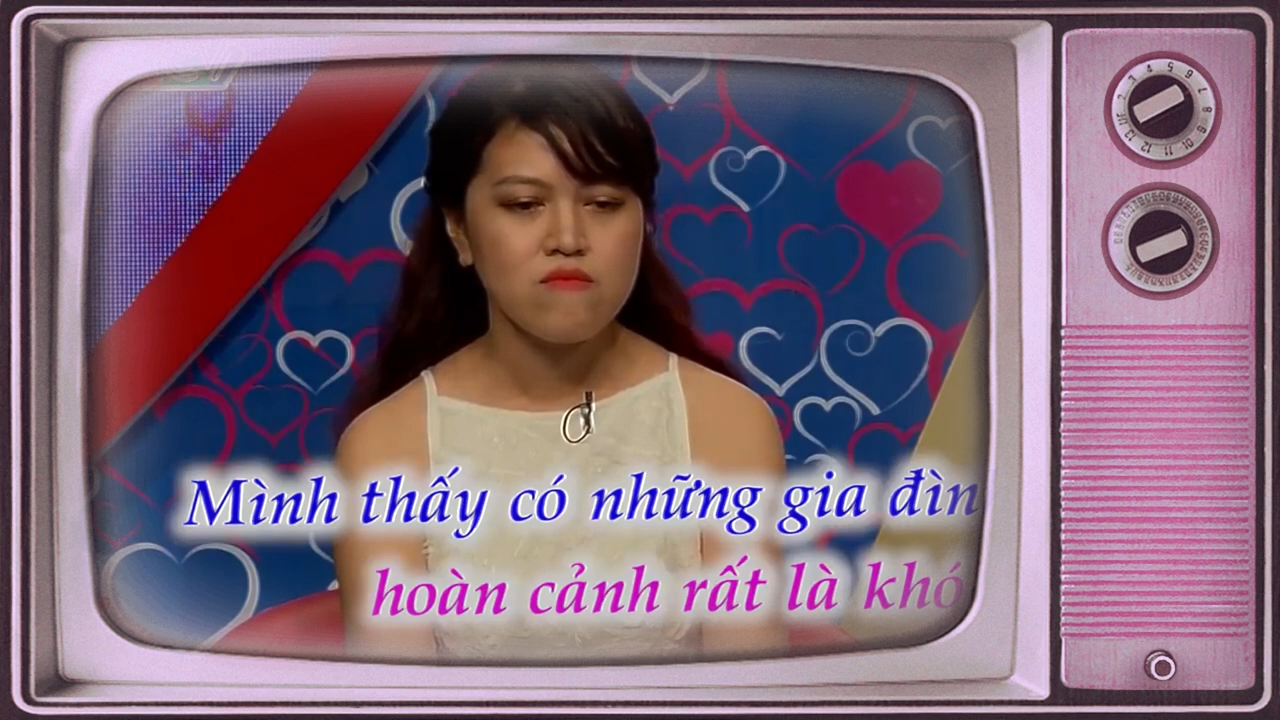 Mình thấy có những gia đìn
hoàn cảnh rất là khó